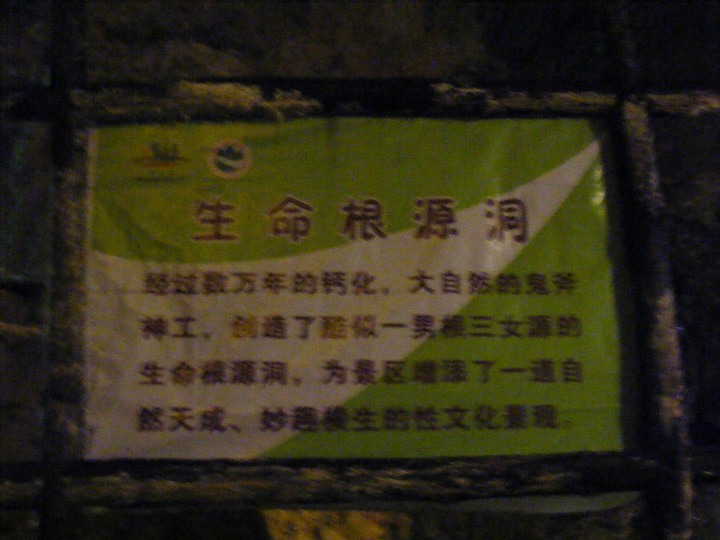 生命根源洞
经过数万年的钙化，大自然的鬼斧
神工，创造了酷似一男根三女源的
生命根源洞，为景区增添了一道自
然天成、妙趣横生的性文化景观。